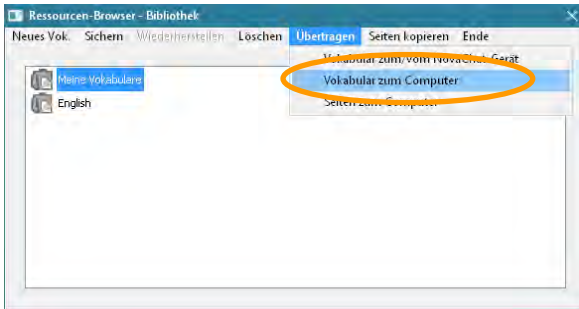 Ressourcen-Browser - Bibliothek
Neues Vok. Sichern Wiederherstellen Löschen Übertragen Seiten kopieren Ende
Vokabular zum/vom NovaChat-Gerät
Meine Vokabulare
Vokabular zum Computer
English
Seiten zum Computer